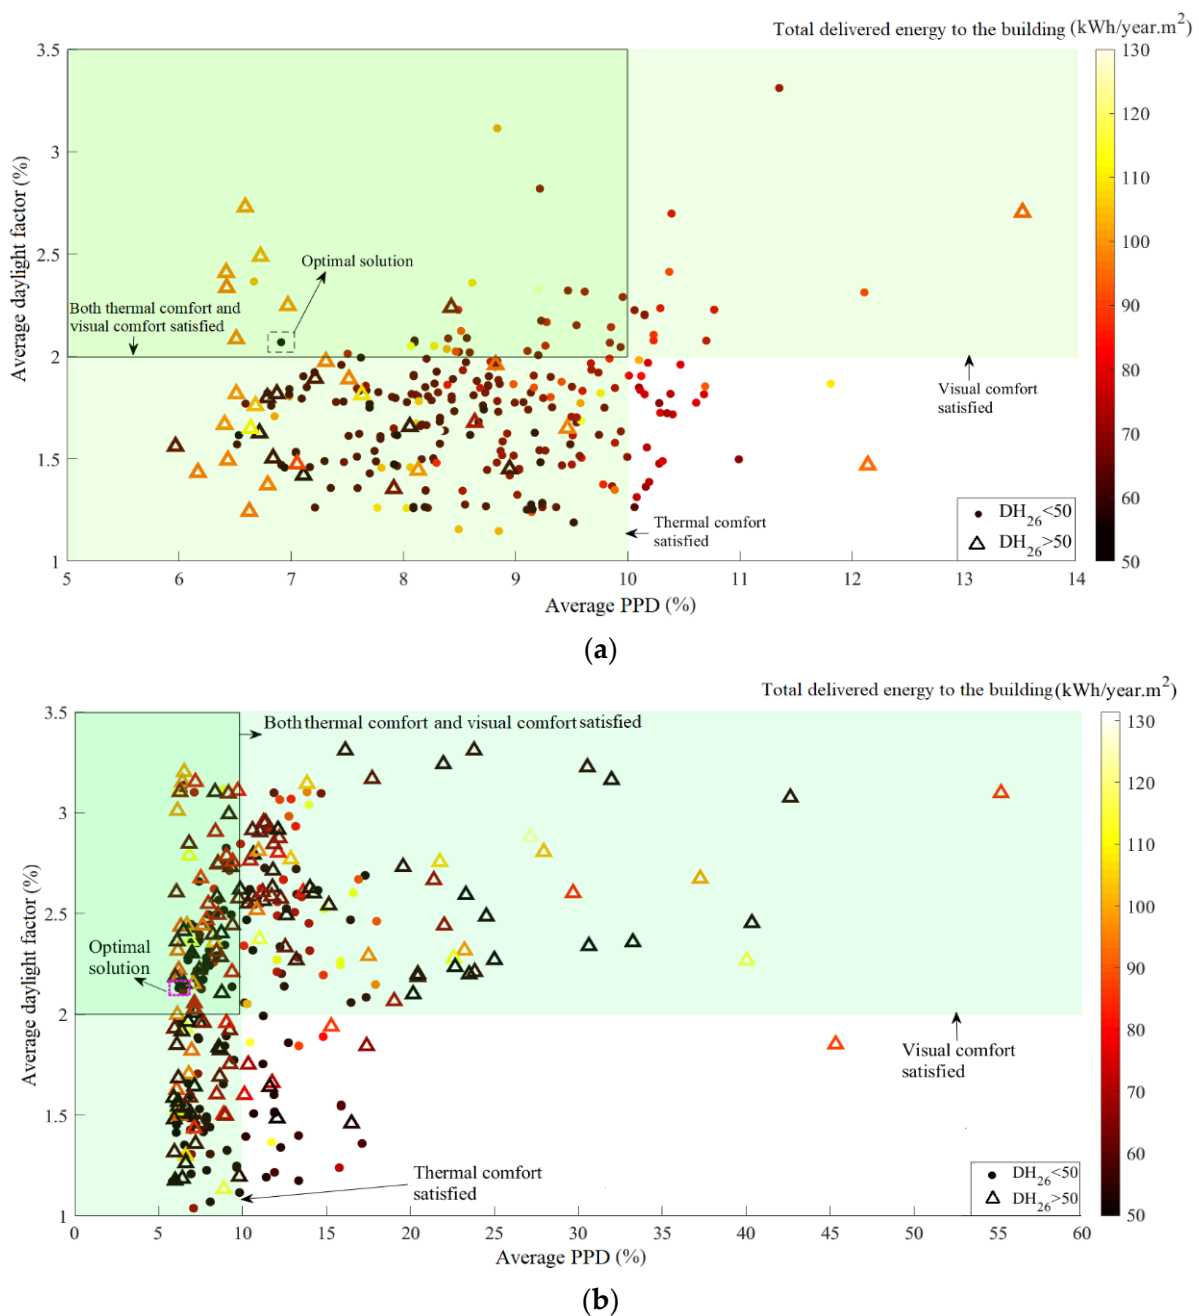 Total delivered energy to the building (kWh/year.m²)
3.5
3
2.5
2
1.5
1
Average daylight factor (%)
Optimal solution
Both thermal comfort and
visual comfort satisfied
Visual comfort
satisfied
Thermal comfort
satisfied
DH₂₆<50
DH₂₆>50
130
120
110
100
90
80
70
60
50
5 6 7 8 9 10 11 12 13 14
Average PPD (%)
(a)
Total delivered energy to the building (kWh/year.m²)
3.5
3
2.5
2
1.5
1
Average daylight factor (%)
Both thermal comfort and visual comfort satisfied
Optimal
solution
Visual comfort
satisfied
Thermal comfort
satisfied
DH₂₆<50
DH₂₆>50
130
120
110
100
90
80
70
60
50
0 5 10 15 20 25 30 35 40 45 50 55 60
Average PPD (%)
(b)